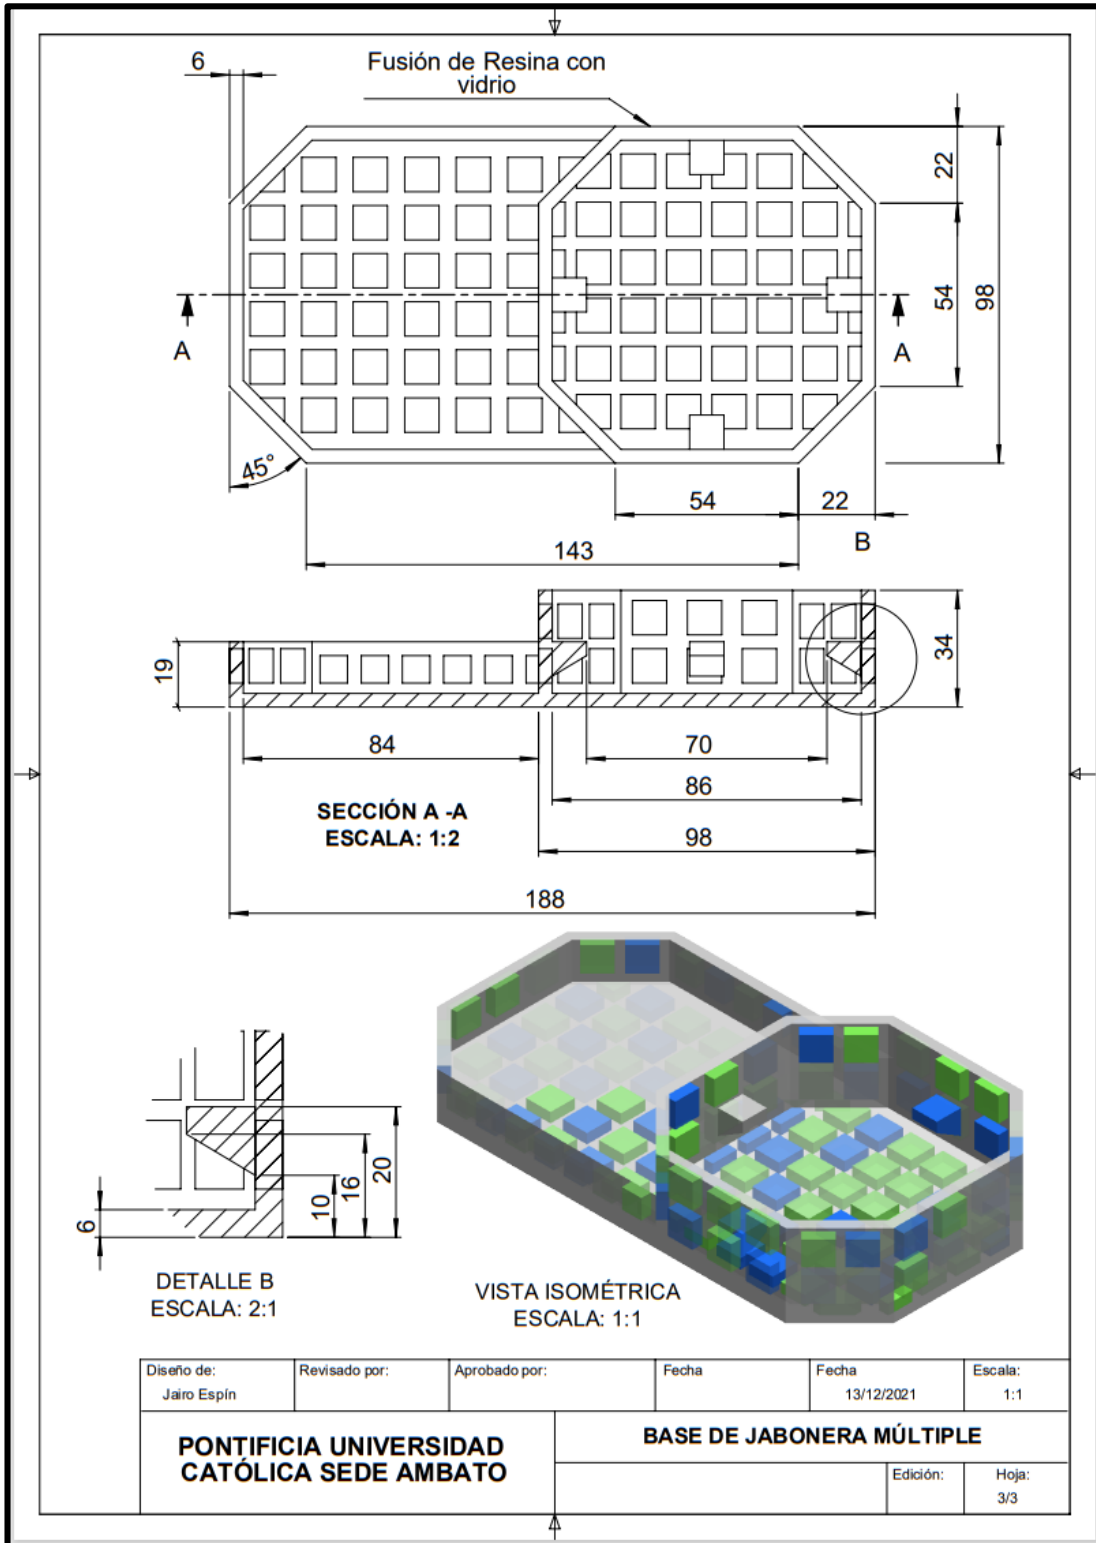 6
Fusión de Resina con
vidrio
22
54
98
A
A
45°
54
22
143
B
19
34
84
70
86
98
188
SECCIÓN A -A
ESCALA: 1:2
6
10
16
20
DETALLE B
ESCALA: 2:1
VISTA ISOMÉTRICA
ESCALA: 1:1
Diseño de:
Jairo Espín
Revisado por:
Aprobado por:
Fecha
Fecha
13/12/2021
Escala:
1:1
PONTIFICIA UNIVERSIDAD
CATÓLICA SEDE AMBATO
BASE DE JABONERA MÚLTIPLE
Edición:
Hoja:
3/3